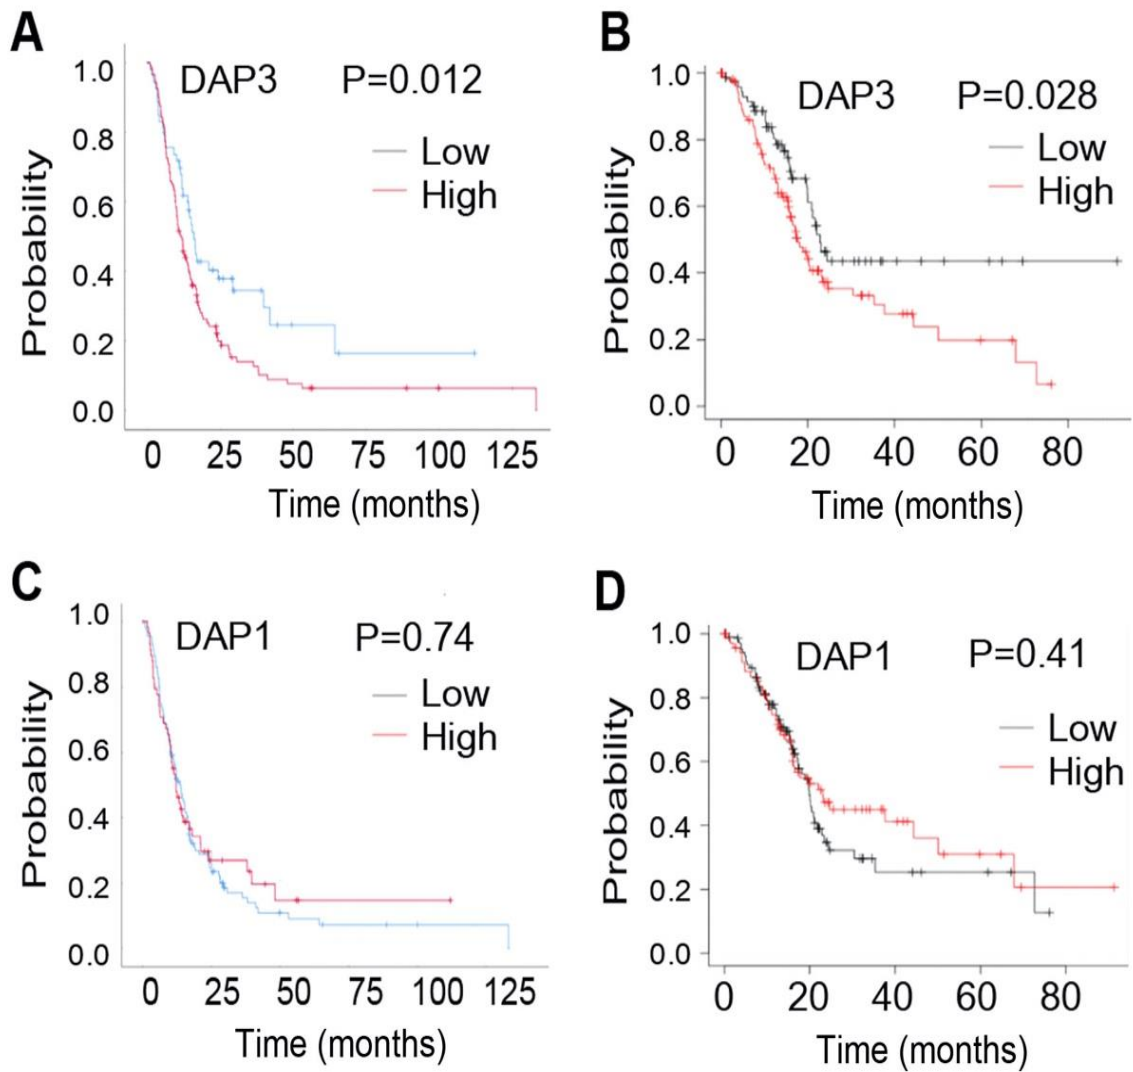 A
DAP3 P=0.012
Low
High
Probability
1.0
0.8
0.6
0.4
0.2
0.0
0 25 50 75 100 125
Time (months)
B
DAP3 P=0.028
Low
High
Probability
1.0
0.8
0.6
0.4
0.2
0.0
0 20 40 60 80
Time (months)
C
DAP1 P=0.74
Low
High
Probability
1.0
0.8
0.6
0.4
0.2
0.0
0 25 50 75 100 125
Time (months)
D
DAP1 P=0.41
Low
High
Probability
1.0
0.8
0.6
0.4
0.2
0.0
0 20 40 60 80
Time (months)